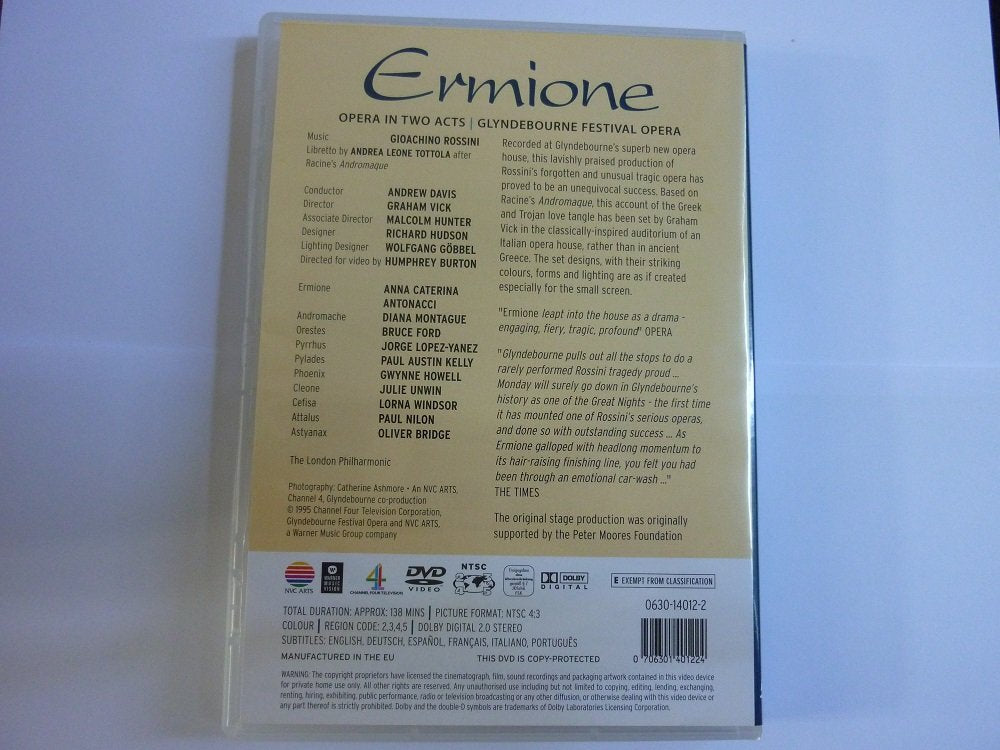 Ermione
OPERA IN TWO ACTS | GLYNDEBOURNE FESTIVAL OPERA
Music GIOACHINO ROSSINI
Libretto by ANDREA LEONE TOTTOLA after
Racine's Andromaque
Conductor ANDREW DAVIS
Director GRAHAM VICK
Associate Director MALCOLM HUNTER
Designer RICHARD HUDSON
Lighting Designer WOLFGANG GÖBBEL
Directed for video by HUMPHREY BURTON
Ermione ANNA CATERINA
ANTONACCI
Andromache DIANA MONTAGUE
Orestes BRUCE FORD
Pyrrhus JORGE LOPEZ-YANEZ
Pylades PAUL AUSTIN KELLY
Phoenix GWYNNE HOWELL
Cleone JULIE UNWIN
Cefisa LORNA WINDSOR
Attalus PAUL NILON
Astyanax OLIVER BRIDGE
The London Philharmonic
Photography: Catherine Ashmore • An NVC ARTS,
Channel 4, Glyndebourne co-production
© 1995 Channel Four Television Corporation,
Glyndebourne Festival Opera and NVC ARTS,
a Warner Music Group company
Recorded at Glyndebourne's superb new opera
house, this lavishly praised production of
Rossini's forgotten and unusual tragic opera has
proved to be an unequivocal success. Based on
Racine's Andromaque, this account of the Greek
and Trojan love tangle has been set by Graham
Vick in the classically-inspired auditorium of an
Italian opera house, rather than in ancient
Greece. The set designs, with their striking
colours, forms and lighting are as if created
especially for the small screen.
"Ermione leapt into the house as a drama -
engaging, fiery, tragic, profound" OPERA
"Glyndebourne pulls out all the stops to do a
rarely performed Rossini tragedy proud ...
Monday will surely go down in Glyndebourne's
history as one of the Great Nights - the first time
it has mounted one of Rossini's serious operas,
and done so with outstanding success ... As
Ermione galloped with headlong momentum to
its hair-raising finishing line, you felt you had
been through an emotional car-wash ..."
THE TIMES
The original stage production was originally
supported by the Peter Moores Foundation
NVC ARTS
W
WARNER
MUSIC
VISION
4
CHANNEL FOUR TELEVISION
DVD
VIDEO
NTSC
DOLBY
DIGITAL
E EXEMPT FROM CLASSIFICATION
TOTAL DURATION: APPROX: 138 MINS | PICTURE FORMAT: NTSC 4:3
COLOUR | REGION CODE: 2,3,4,5 | DOLBY DIGITAL 2.0 STEREO
SUBTITLES: ENGLISH, DEUTSCH, ESPAÑOL, FRANÇAIS, ITALIANO, PORTUGUÊS
MANUFACTURED IN THE EU
THIS DVD IS COPY-PROTECTED
0630-14012-2
0 706301 401224
WARNING: The copyright proprietors have licensed the cinematograph, film, sound recordings and packaging artwork contained in this video device
for private home use only. All other rights are reserved. Any unauthorised use including but not limited to copying, editing, lending, exchanging,
renting, hiring, exhibiting, public performance, radio or television broadcasting or any other diffusion, or otherwise dealing with this video device or
any part thereof is strictly prohibited. Dolby and the double-D symbols are trademarks of Dolby Laboratories Licensing Corporation.